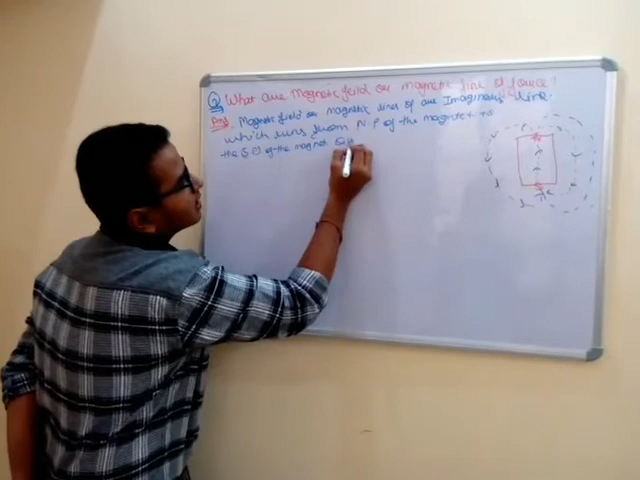 Q What are Magnetic field or magnetic line of force?
Ans. Magnetic field or magnetic lines of are Imaginary line
which runs from N P of the magnet to
the S P of the magnet